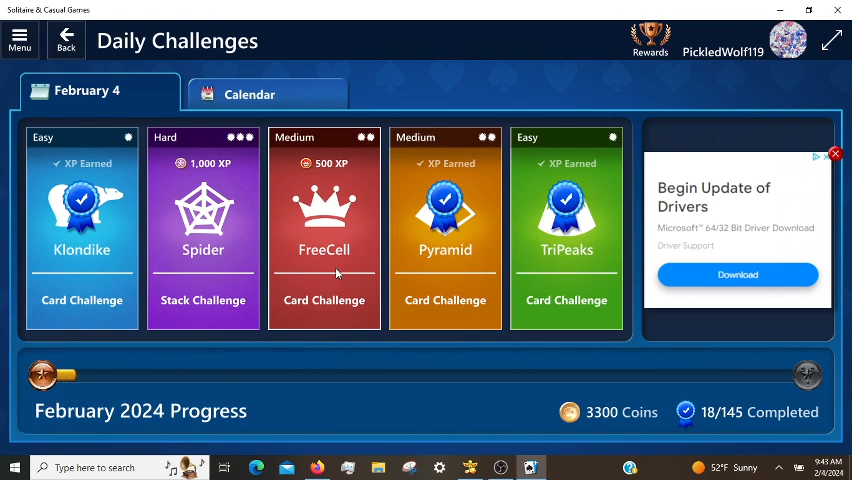 Solitaire & Casual Games
Menu
Back
Daily Challenges
Rewards
PickledWolf119
February 4
Calendar
Easy
XP Earned
Klondike
Card Challenge
Hard
1,000 XP
Spider
Stack Challenge
Medium
500 XP
FreeCell
Card Challenge
Medium
XP Earned
Pyramid
Card Challenge
Easy
XP Earned
TriPeaks
Card Challenge
Begin Update of
Drivers
Microsoft™ 64/32 Bit Driver Download
Driver Support
Download
February 2024 Progress
3300 Coins
18/145 Completed
Type here to search
52°F Sunny
9:43 AM
2/4/2024